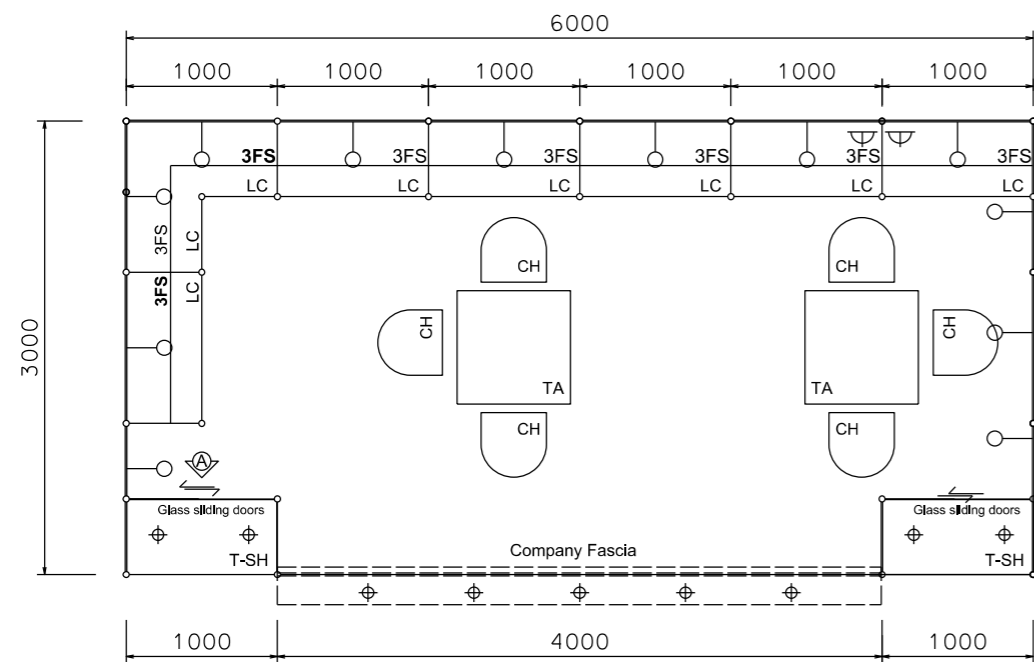 6000
1000 1000 1000 1000 1000 1000
3FS 3FS 3FS 3FS 3FS 3FS
LC LC LC LC LC LC
3FS LC
3FS LC
3000
CH CH
CH CH
TA TA
CH CH
A
Glass sliding doors Glass sliding doors
T-SH T-SH
Company Fascia
1000 4000 1000